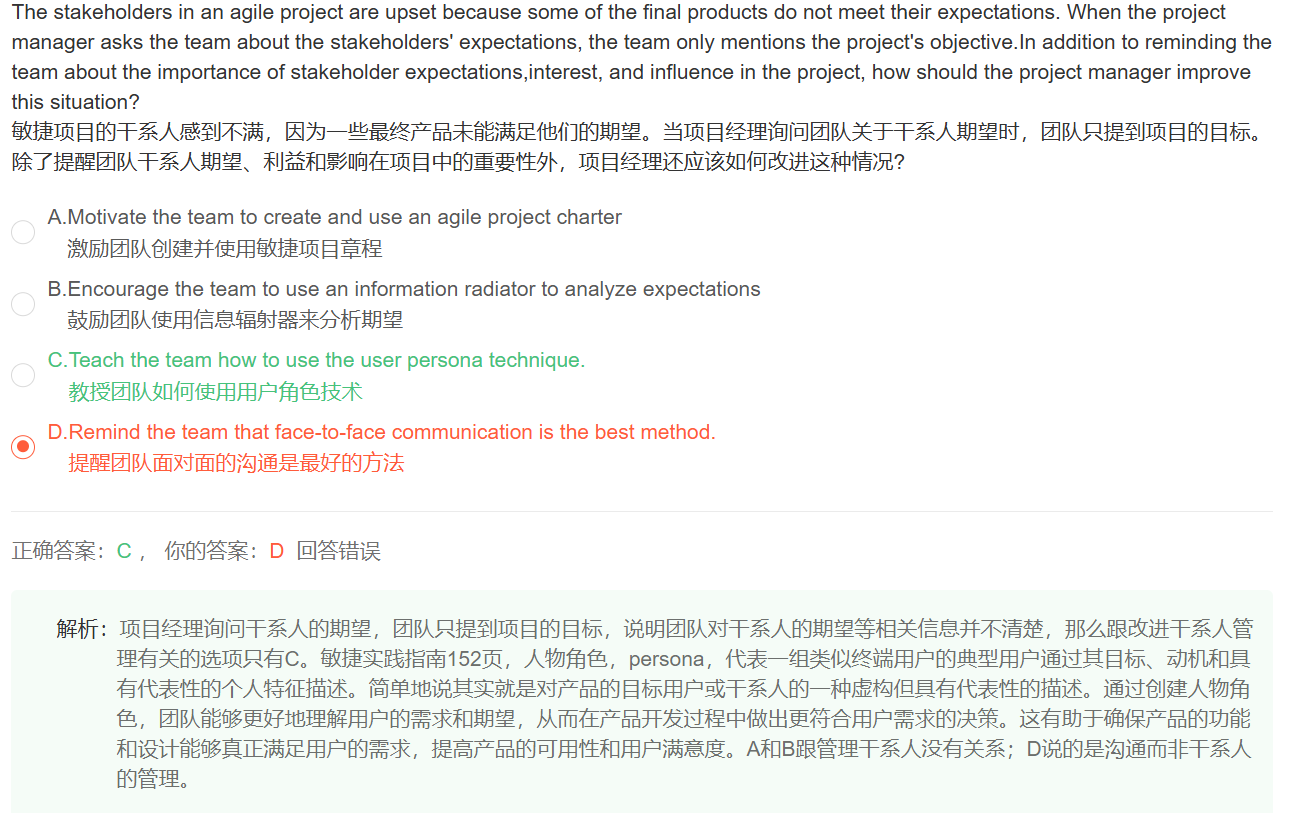 The stakeholders in an agile project are upset because some of the final products do not meet their expectations. When the project
manager asks the team about the stakeholders' expectations, the team only mentions the project's objective.In addition to reminding the
team about the importance of stakeholder expectations,interest, and influence in the project, how should the project manager improve
this situation?
敏捷项目的干系人感到不满，因为一些最终产品未能满足他们的期望。当项目经理询问团队关于干系人期望时，团队只提到项目的目标。
除了提醒团队干系人期望、利益和影响在项目中的重要性外，项目经理还应该如何改进这种情况?
A.Motivate the team to create and use an agile project charter
激励团队创建并使用敏捷项目章程
B.Encourage the team to use an information radiator to analyze expectations
鼓励团队使用信息辐射器来分析期望
C.Teach the team how to use the user persona technique.
教授团队如何使用用户角色技术
D.Remind the team that face-to-face communication is the best method.
提醒团队面对面的沟通是最好的方法
正确答案：C ， 你的答案：D 回答错误
解析：项目经理询问干系人的期望，团队只提到项目的目标，说明团队对干系人的期望等相关信息并不清楚，那么跟改进干系人管
理有关的选项只有C。敏捷实践指南152页，人物角色，persona，代表一组类似终端用户的典型用户通过其目标、动机和具
有代表性的个人特征描述。简单地说其实就是对产品的目标用户或干系人的一种虚构但具有代表性的描述。通过创建人物角
色，团队能够更好地理解用户的需求和期望，从而在产品开发过程中做出更符合用户需求的决策。这有助于确保产品的功能
和设计能够真正满足用户的需求，提高产品的可用性和用户满意度。A和B跟管理干系人没有关系；D说的是沟通而非干系人
的管理。